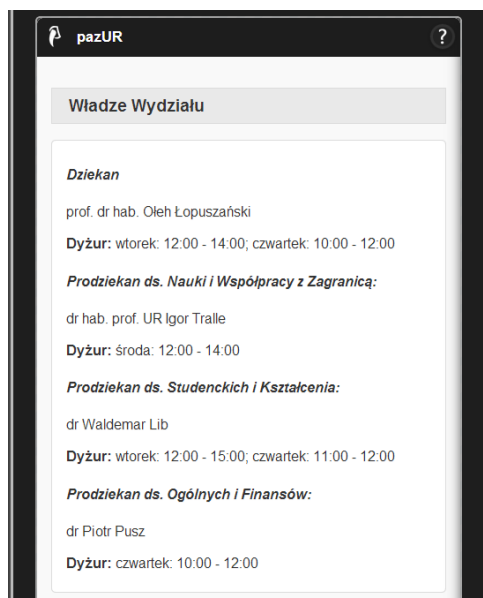 pazUR
?
Władze Wydziału
Dziekan
prof. dr hab. Ołeh Łopuszański
Dyżur: wtorek: 12:00 - 14:00; czwartek: 10:00 - 12:00
Prodziekan ds. Nauki i Współpracy z Zagranicą:
dr hab. prof. UR Igor Tralle
Dyżur: środa: 12:00 - 14:00
Prodziekan ds. Studenckich i Kształcenia:
dr Waldemar Lib
Dyżur: wtorek: 12:00 - 15:00; czwartek: 11:00 - 12:00
Prodziekan ds. Ogólnych i Finansów:
dr Piotr Pusz
Dyżur: czwartek: 10:00 - 12:00